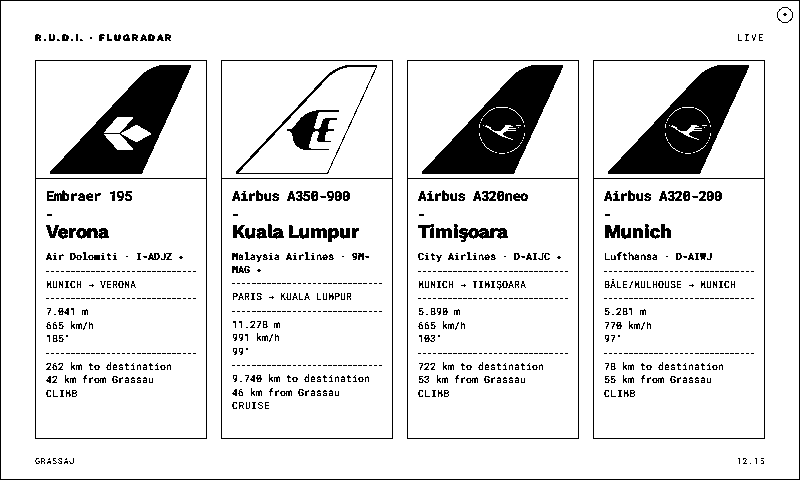 R.U.D.I. · FLUGRADAR
LIVE
Embraer 195
-
Verona
Air Dolomiti · I-ADJZ ✦
MUNICH → VERONA
7.041 m
665 km/h
185°
262 km to destination
42 km from Grassau
CLIMB
Airbus A350-900
-
Kuala Lumpur
Malaysia Airlines · 9M-
MAG ✦
PARIS → KUALA LUMPUR
11.278 m
991 km/h
99°
9.740 km to destination
46 km from Grassau
CRUISE
Airbus A320neo
-
Timişoara
City Airlines · D-AIJC ✦
MUNICH → TIMIŞOARA
5.890 m
665 km/h
103°
722 km to destination
53 km from Grassau
CLIMB
Airbus A320-200
-
Munich
Lufthansa · D-AIWJ
BÂLE/MULHOUSE → MUNICH
5.281 m
770 km/h
97°
78 km to destination
55 km from Grassau
CLIMB
GRASSAU
12.15